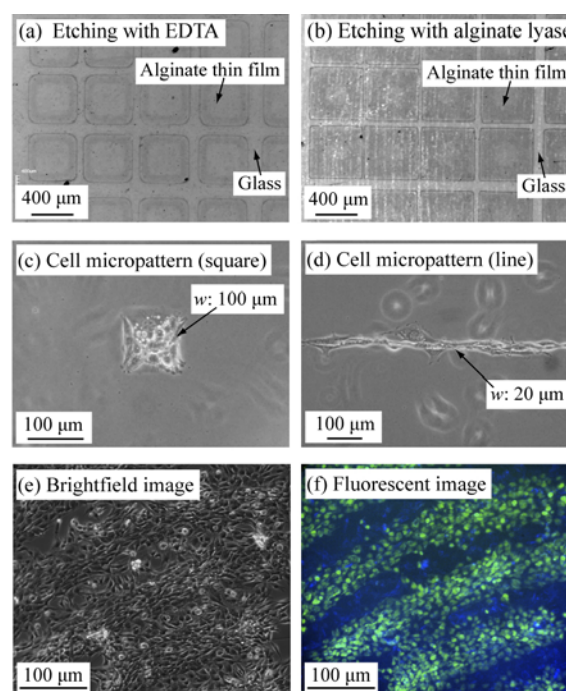 (a) Etching with EDTA
Alginate thin film
Glass
400 μm
(b) Etching with alginate lyase
Alginate thin film
Glass
400 μm
(c) Cell micropattern (square)
w: 100 μm
100 μm
(d) Cell micropattern (line)
w: 20 μm
100 μm
(e) Brightfield image
100 μm
(f) Fluorescent image
100 μm